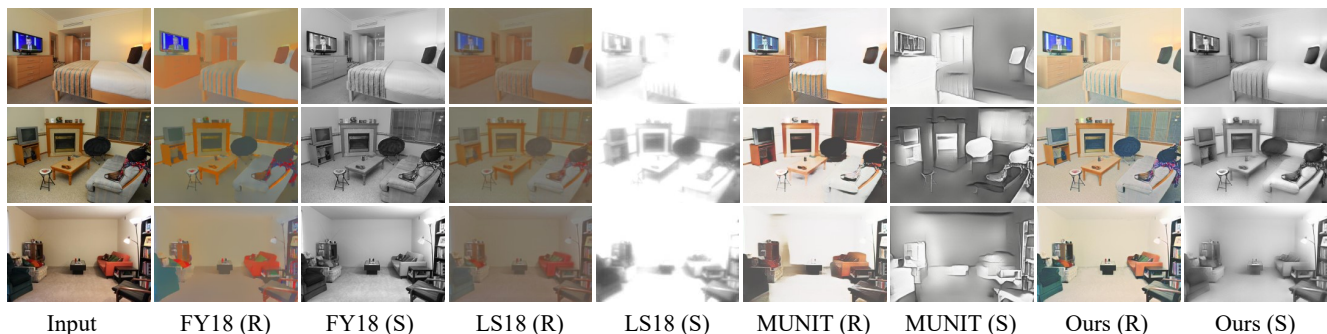 Input FY18 (R) FY18 (S) LS18 (R) LS18 (S) MUNIT (R) MUNIT (S) Ours (R) Ours (S)